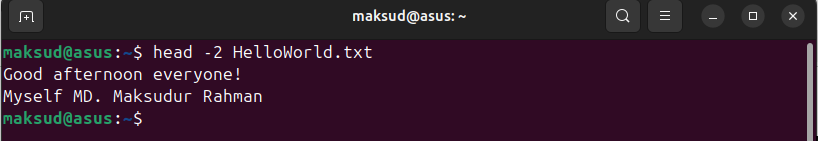 maksud@asus: ~
maksud@asus:~$ head -2 HelloWorld.txt
Good afternoon everyone!
Myself MD. Maksudur Rahman
maksud@asus:~$